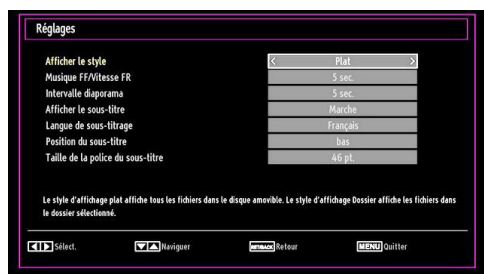 Réglages
Afficher le style < Plat >
Musique FF/Vitesse FR 5 sec.
Intervalle diaporama 5 sec.
Afficher le sous-titre Marche
Langue de sous-titrage Français
Position du sous-titre bas
Taille de la police du sous-titre 46 pt.
Le style d'affichage plat affiche tous les fichiers dans le disque amovible. Le style d'affichage Dossier affiche les fichiers dans
le dossier sélectionné.
Sélect. Naviguer RET/BACK Retour MENU Quitter